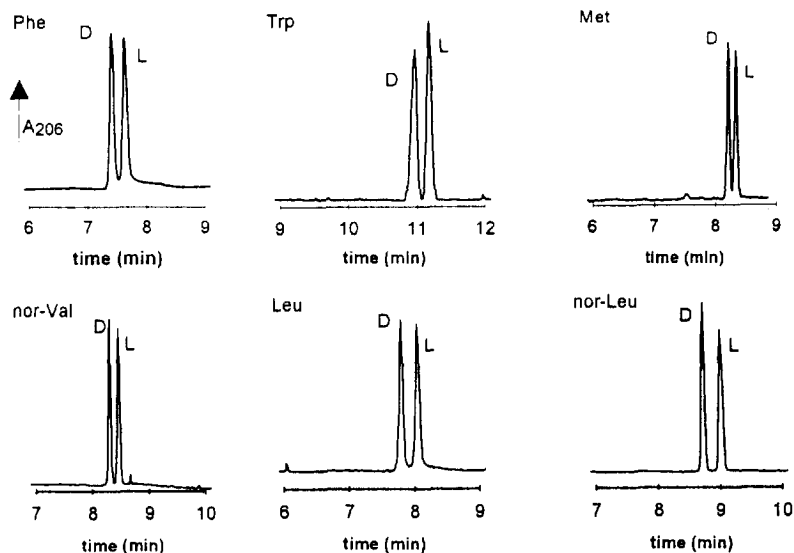 Phe
D
L
A206
6 7 8 9
time (min)
Trp
D
L
9 10 11 12
time (min)
Met
D
L
6 7 8 9
time (min)
nor-Val
D
L
7 8 9 10
time (min)
Leu
D
L
6 7 8 9
time (min)
nor-Leu
D
L
7 8 9 10
time (min)